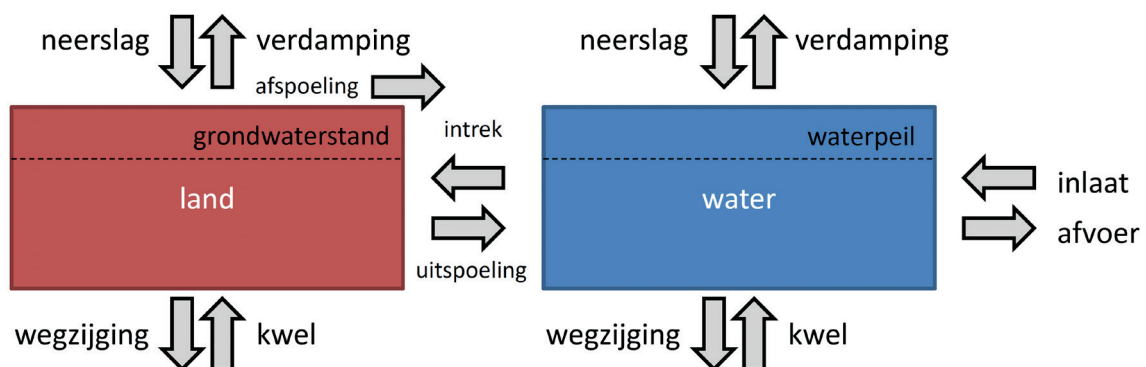 neerslag verdamping
afspoeling
grondwaterstand
land
intrek
uitspoeling
wegzijging kwel
neerslag verdamping
waterpeil
water
inlaat
afvoer
wegzijging kwel